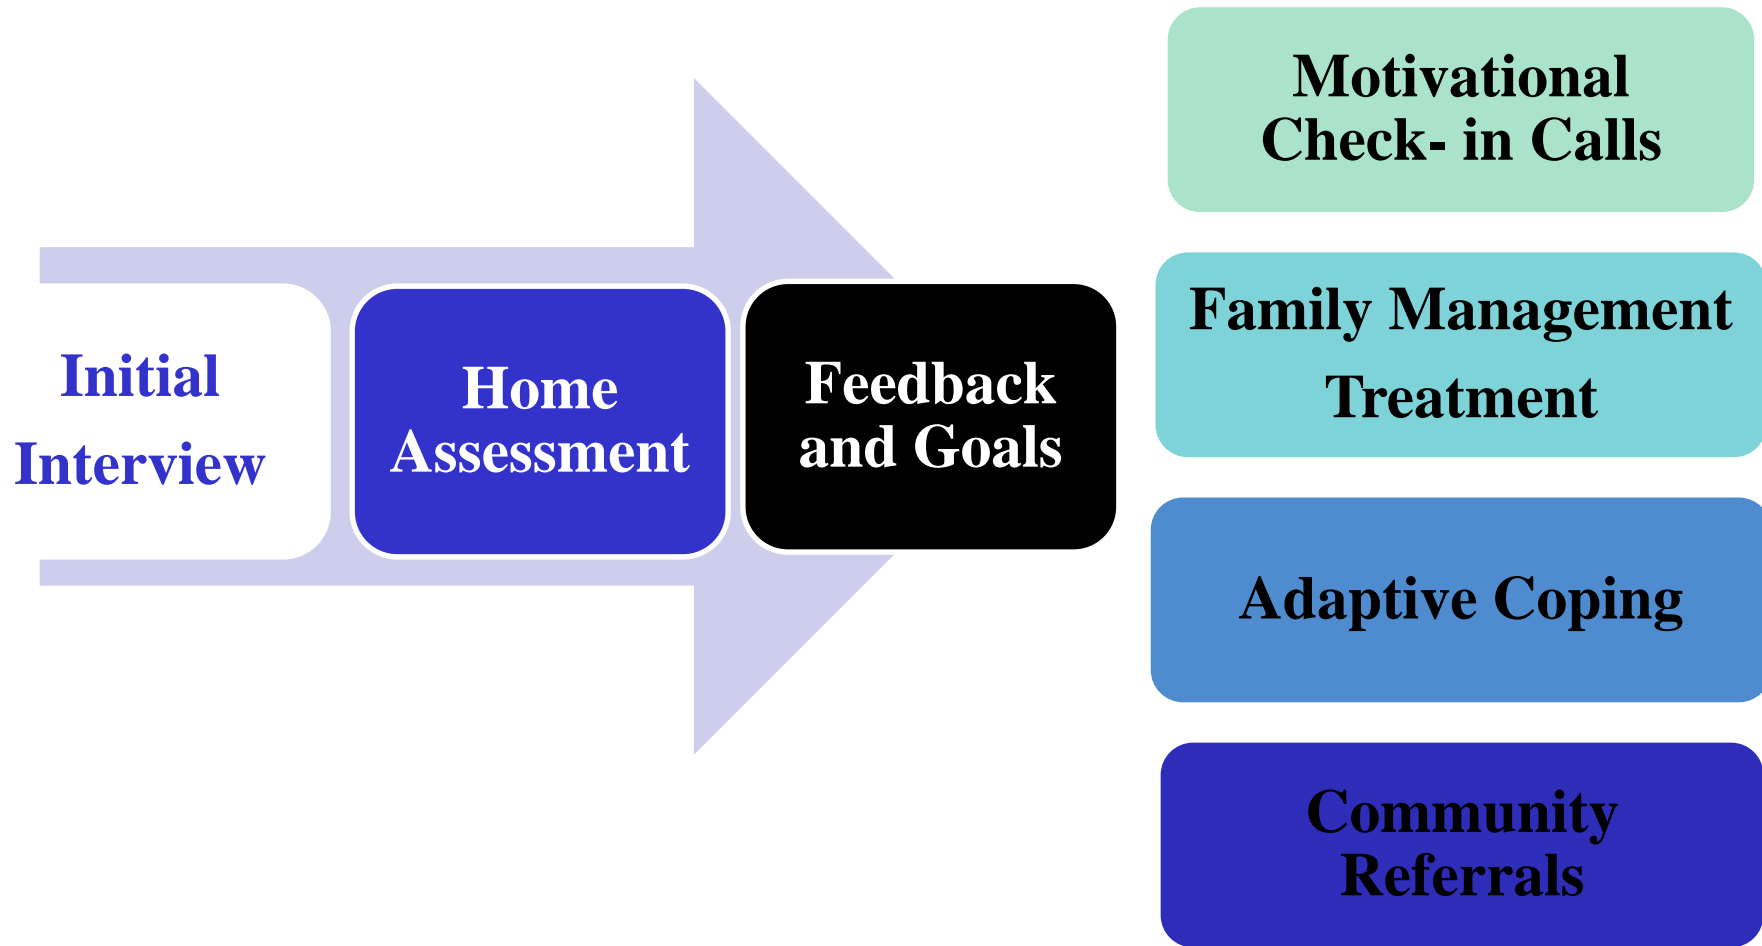 Initial
Interview
Home
Assessment
Feedback
and Goals
Motivational
Check- in Calls
Family Management
Treatment
Adaptive Coping
Community
Referrals